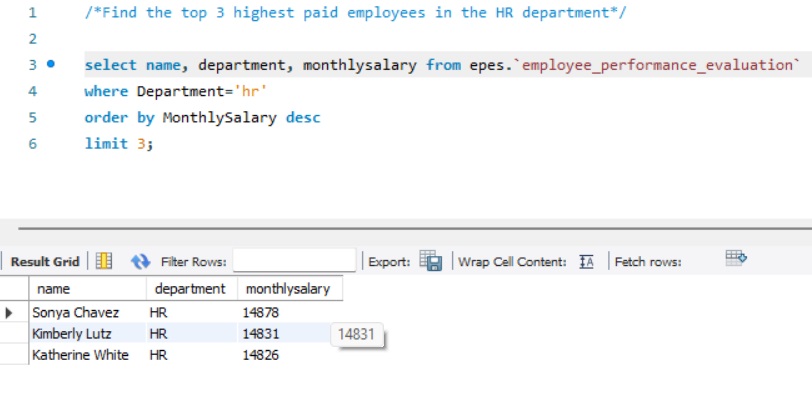 1 /*Find the top 3 highest paid employees in the HR department*/
2
3 select name, department, monthlysalary from epes.`employee_performance_evaluation`
4 where Department='hr'
5 order by MonthlySalary desc
6 limit 3;
Result Grid Filter Rows: Export: Wrap Cell Content: IA Fetch rows:
name department monthlysalary
Sonya Chavez HR 14878
Kimberly Lutz HR 14831 14831
Katherine White HR 14826